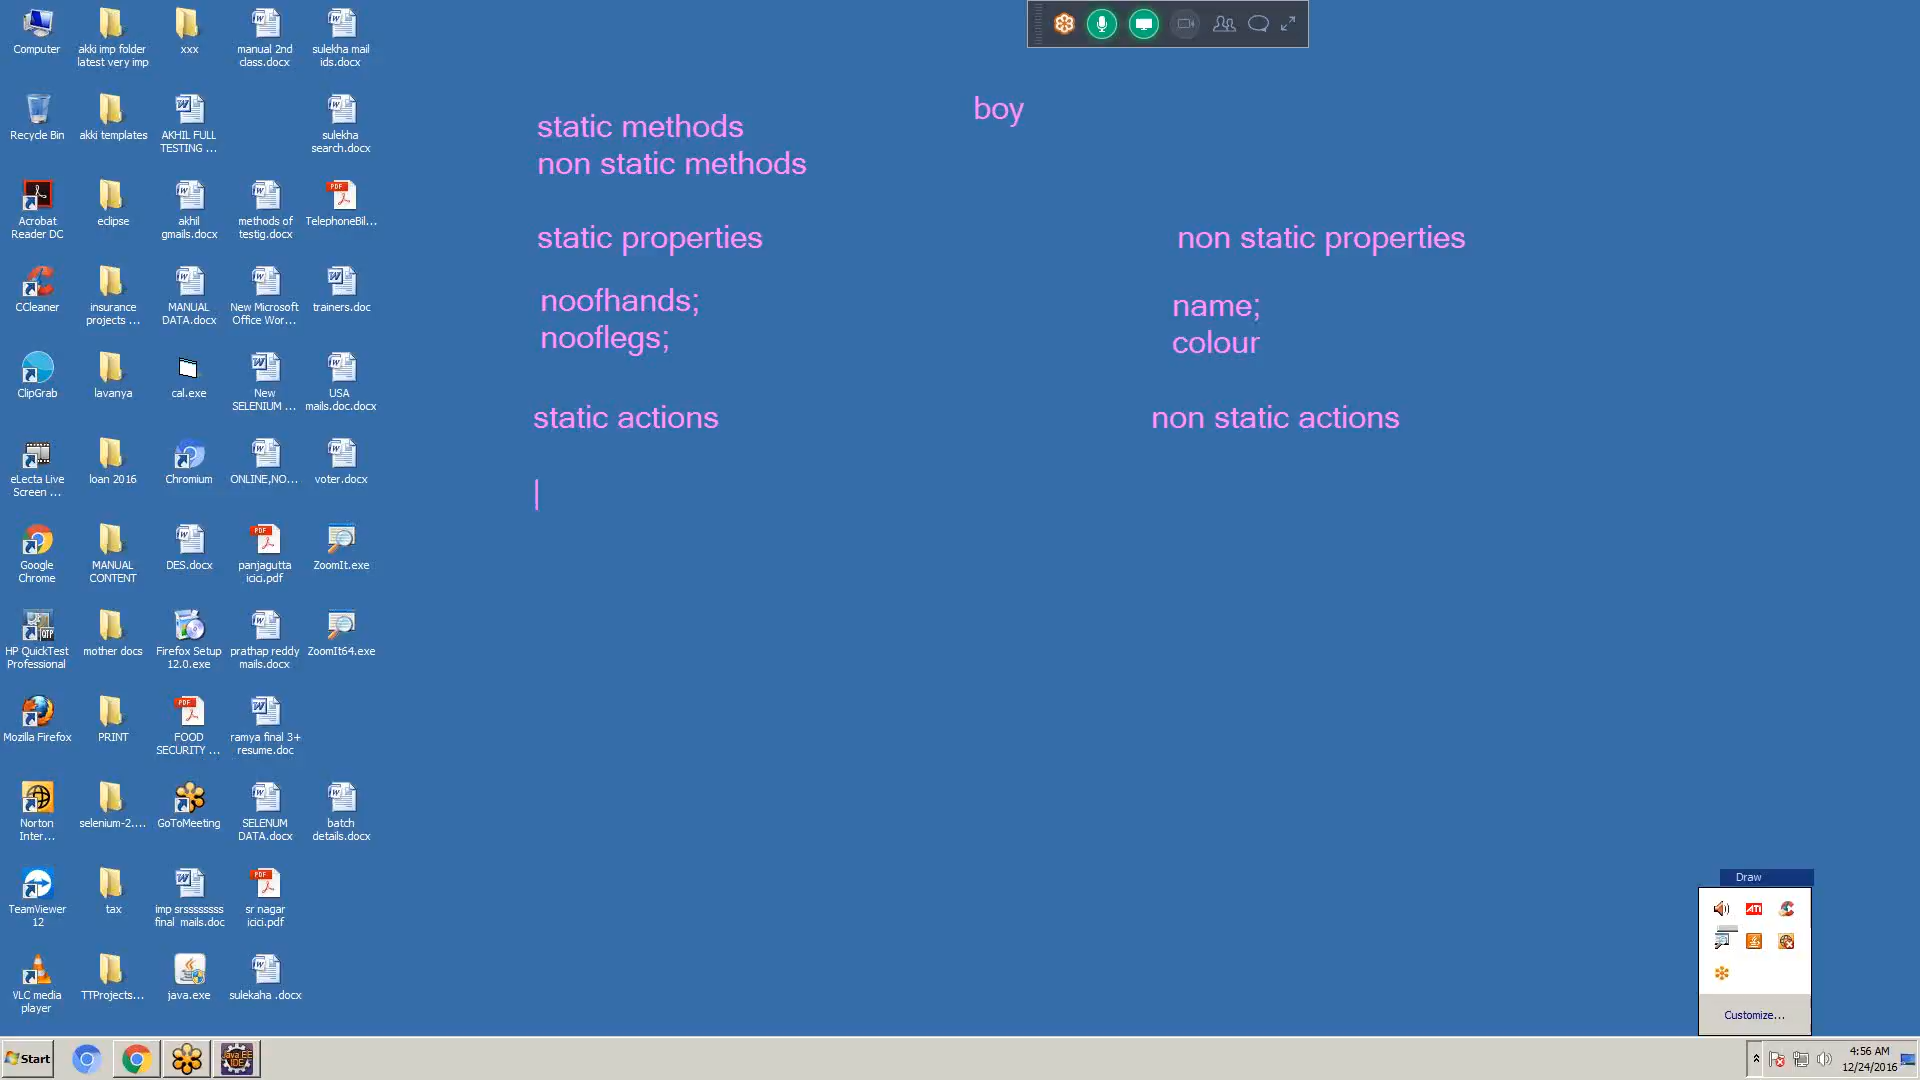 boy
static methods
non static methods
static properties
non static properties
noofhands;
nooflegs;
name;
colour
static actions
non static actions
Computer
akki imp folder latest very imp
xxx
manual 2nd class.docx
sulekha mail ids.docx
Recycle Bin
akki templates
AKHIL FULL TESTING ...
sulekha search.docx
Acrobat Reader DC
eclipse
akhil gmails.docx
methods of testig.docx
TelephoneBil...
CCleaner
insurance projects ...
MANUAL DATA.docx
New Microsoft Office Wor...
trainers.doc
ClipGrab
lavanya
cal.exe
New SELENIUM ...
USA mails.doc.docx
eLecta Live Screen ...
loan 2016
Chromium
ONLINE,NO...
voter.docx
Google Chrome
MANUAL CONTENT
DES.docx
panjagutta icici.pdf
ZoomIt.exe
HP QuickTest Professional
mother docs
Firefox Setup 12.0.exe
prathap reddy mails.docx
ZoomIt64.exe
Mozilla Firefox
PRINT
FOOD SECURITY ...
ramya final 3+ resume.doc
Norton Inter...
selenium-2....
GoToMeeting
SELENUM DATA.docx
batch details.docx
TeamViewer 12
tax
imp srssssssss final mails.doc
sr nagar icici.pdf
VLC media player
TTProjects...
java.exe
sulekaha .docx
Draw
ATI
Customize...
Start
Java EE IDE
4:56 AM
12/24/2016